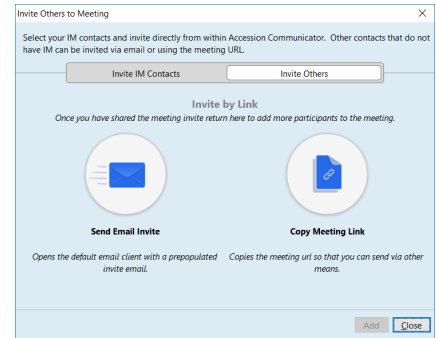 Invite Others to Meeting
Select your IM contacts and invite directly from within Accession Communicator. Other contacts that do not
have IM can be invited via email or using the meeting URL.
Invite IM Contacts
Invite Others
Invite by Link
Once you have shared the meeting invite return here to add more participants to the meeting.
Send Email Invite
Copy Meeting Link
Opens the default email client with a prepopulated
invite email.
Copies the meeting url so that you can send via other
means.
Add
Close